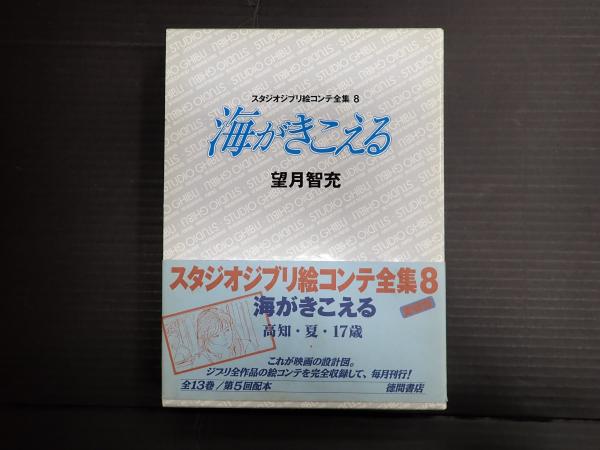 スタジオジブリ絵コンテ全集 8
海がきこえる
望月智充
スタジオジブリ絵コンテ全集8
海がきこえる
高知・夏・17歳
これが映画の設計図。
ジブリ全作品の絵コンテを完全収録して、毎月刊行!
全13巻/第5回配本
徳間書店
STUDIO GHIBLI